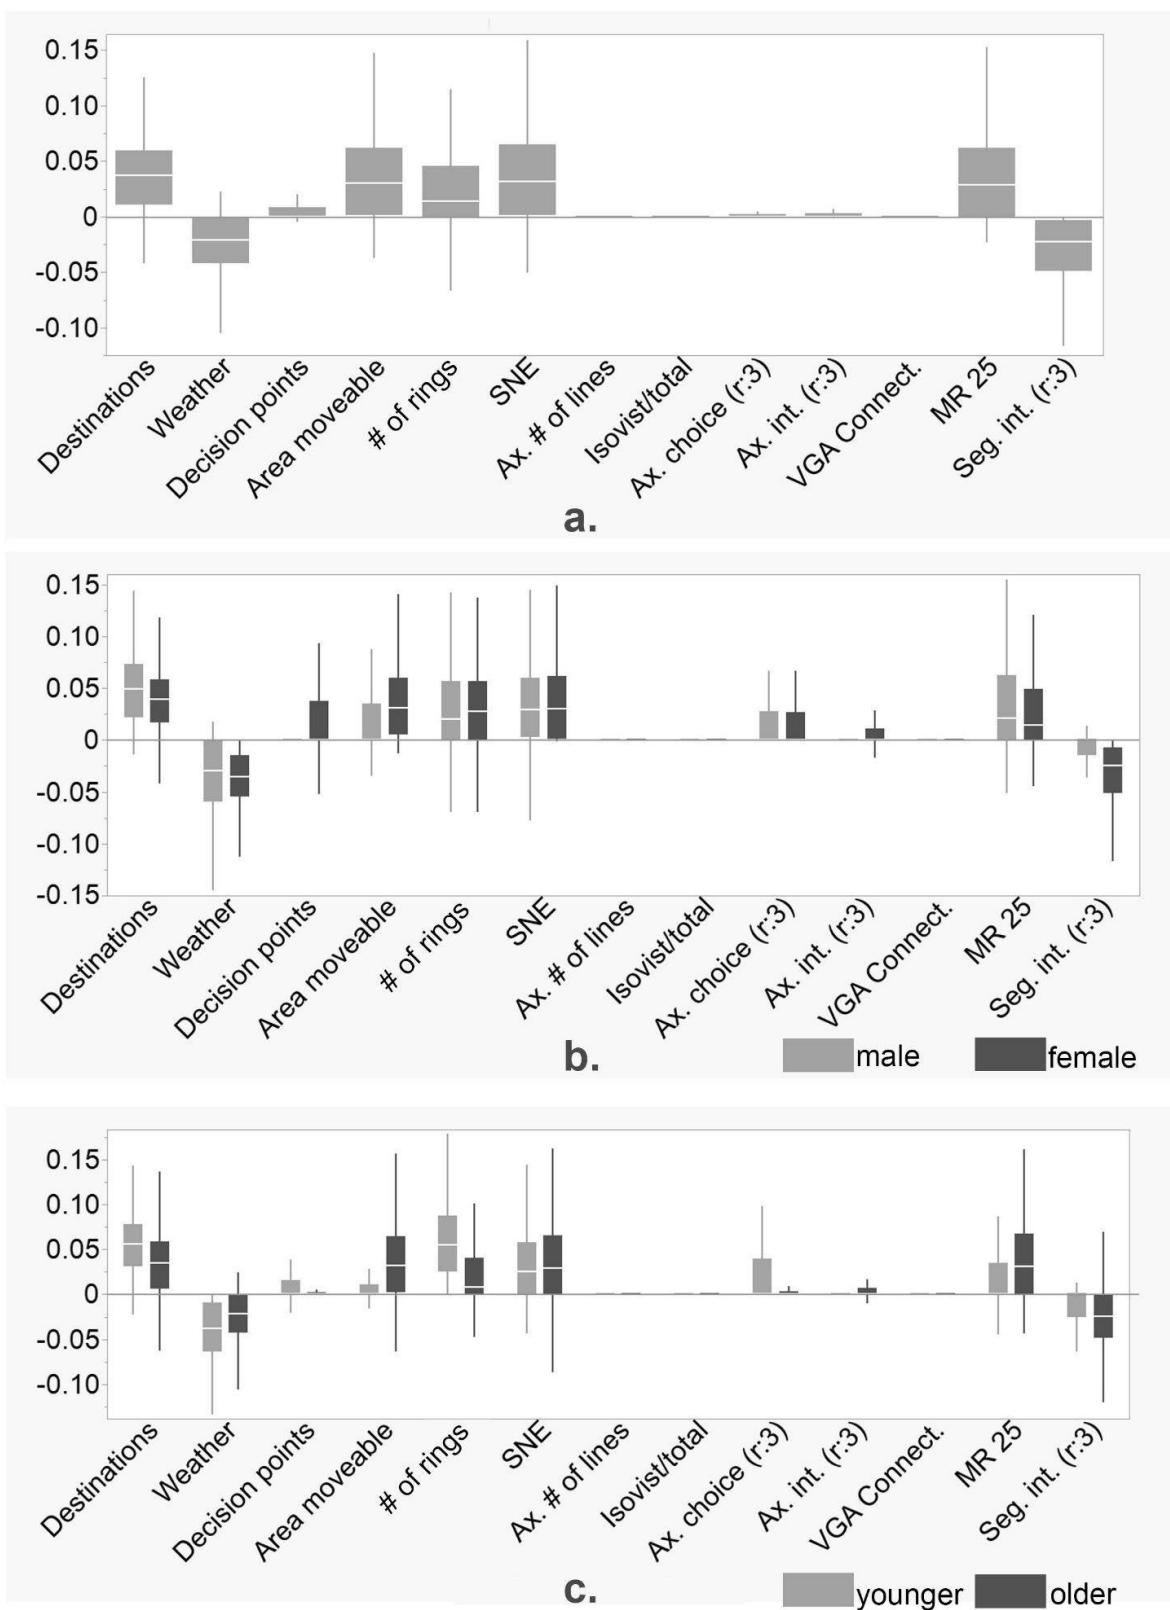 0.15
0.10
0.05
0
-0.05
-0.10
Destinations
Weather
Decision points
Area moveable
# of rings
SNE
Ax. # of lines
Isovist/total
Ax. choice (r:3)
Ax. int. (r:3)
VGA Connect.
MR 25
Seg. int. (r:3)
a.
0.15
0.10
0.05
0
-0.05
-0.10
-0.15
Destinations
Weather
Decision points
Area moveable
# of rings
SNE
Ax. # of lines
Isovist/total
Ax. choice (r:3)
Ax. int. (r:3)
VGA Connect.
MR 25
Seg. int. (r:3)
b.
male
female
0.15
0.10
0.05
0
-0.05
-0.10
Destinations
Weather
Decision points
Area moveable
# of rings
SNE
Ax. # of lines
Isovist/total
Ax. choice (r:3)
Ax. int. (r:3)
VGA Connect.
MR 25
Seg. int. (r:3)
c.
younger
older